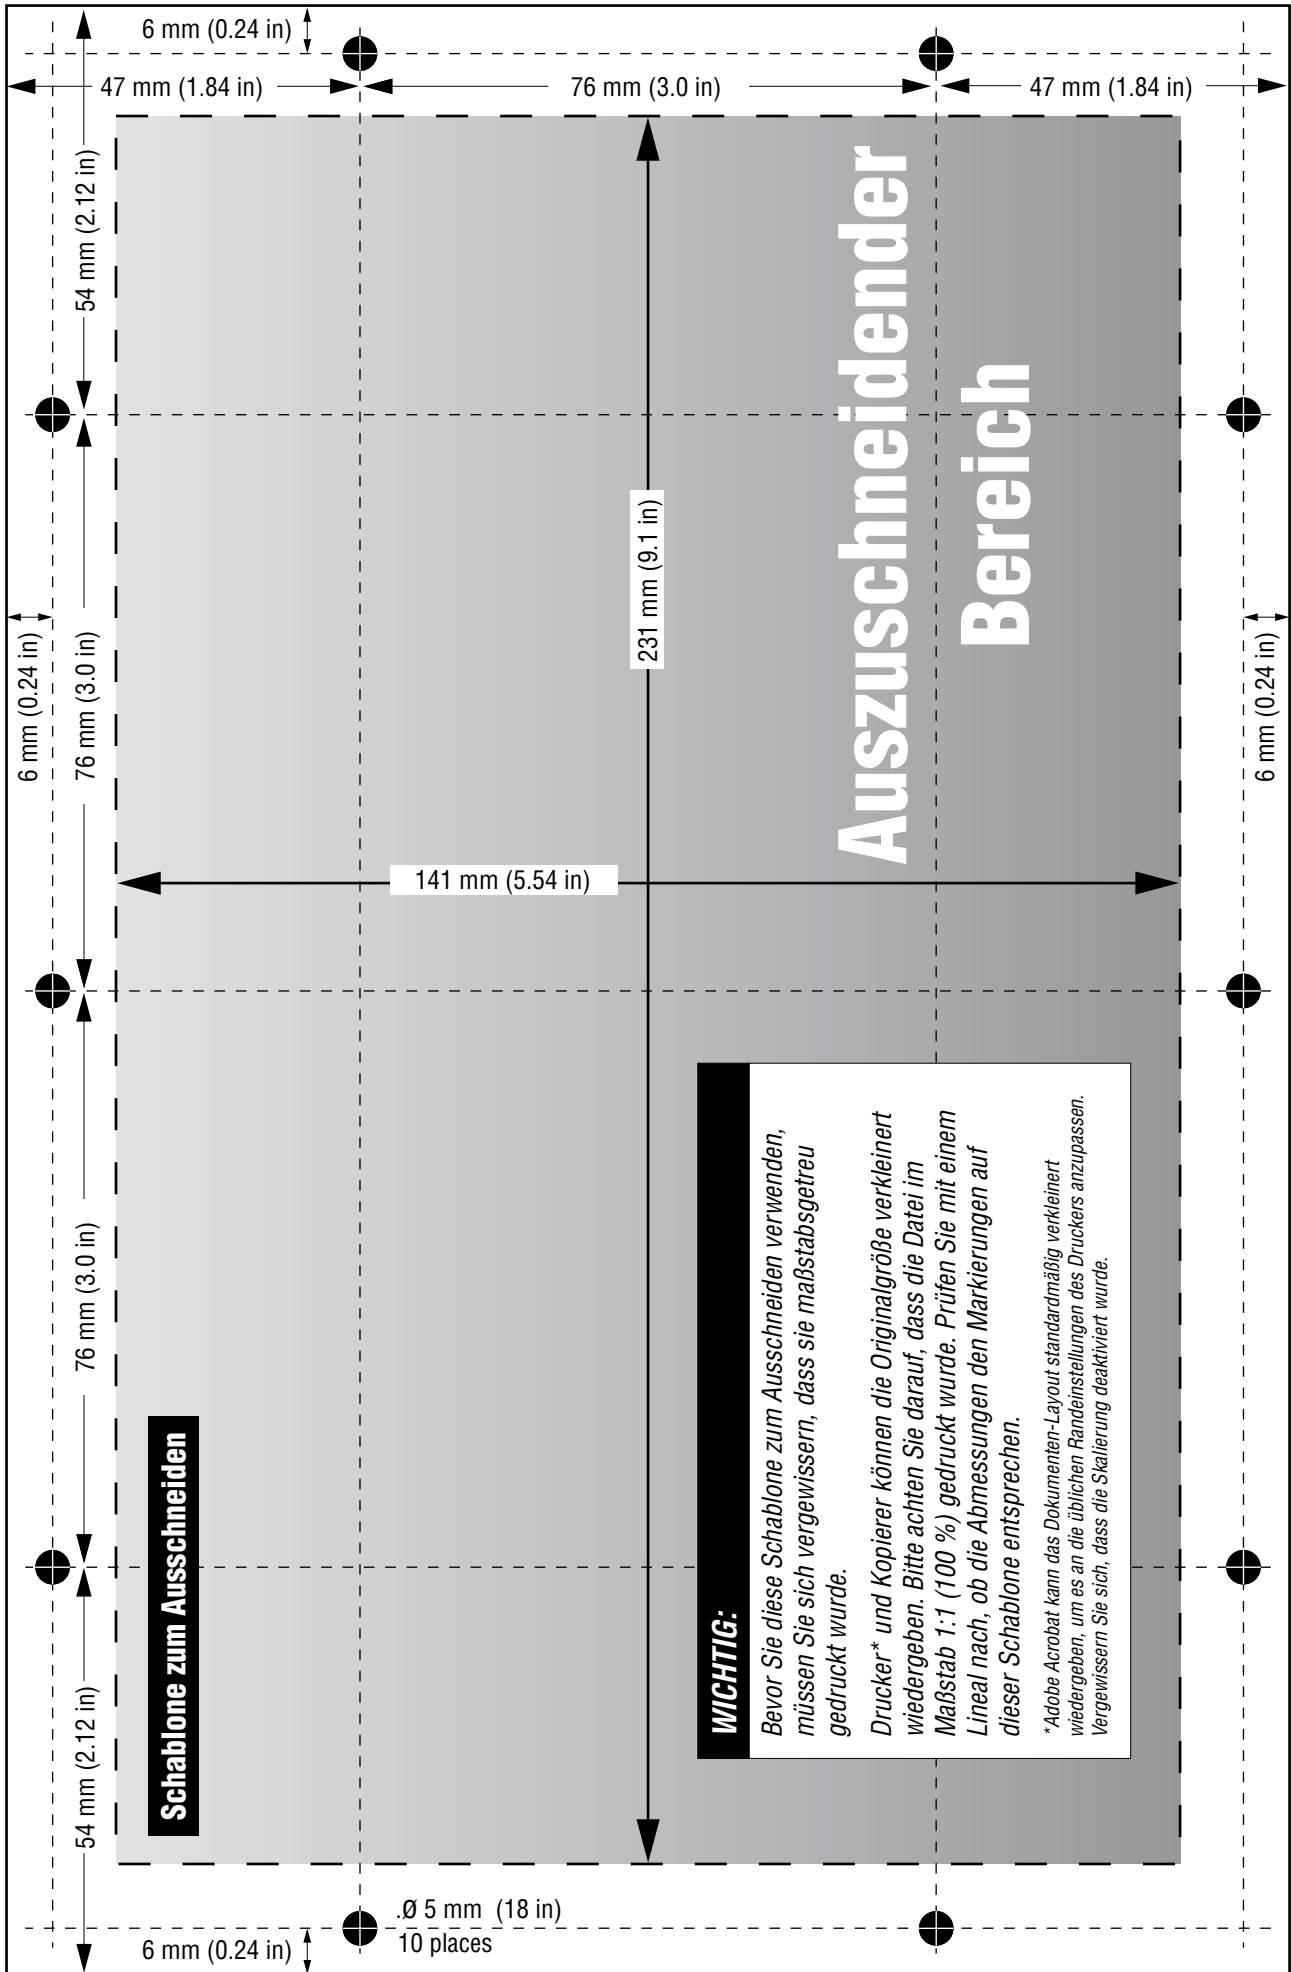 6 mm (0.24 in)
47 mm (1.84 in)
76 mm (3.0 in)
47 mm (1.84 in)
54 mm (2.12 in)
Auszuschneidender
Bereich
231 mm (9.1 in)
6 mm (0.24 in)
76 mm (3.0 in)
6 mm (0.24 in)
141 mm (5.54 in)
76 mm (3.0 in)
Schablone zum Ausschneiden
WICHTIG:
Bevor Sie diese Schablone zum Ausschneiden verwenden,
müssen Sie sich vergewissern, dass sie maßstabsgetreu
gedruckt wurde.
Drucker* und Kopierer können die Originalgröße verkleinert
wiedergeben. Bitte achten Sie darauf, dass die Datei im
Maßstab 1:1 (100 %) gedruckt wurde. Prüfen Sie mit einem
Lineal nach, ob die Abmessungen den Markierungen auf
dieser Schablone entsprechen.
*Adobe Acrobat kann das Dokumenten-Layout standardmäßig verkleinert
wiedergeben, um es an die üblichen Randeinstellungen des Druckers anzupassen.
Vergewissern Sie sich, dass die Skalierung deaktiviert wurde.
54 mm (2.12 in)
.Ø 5 mm (18 in)
10 places
6 mm (0.24 in)